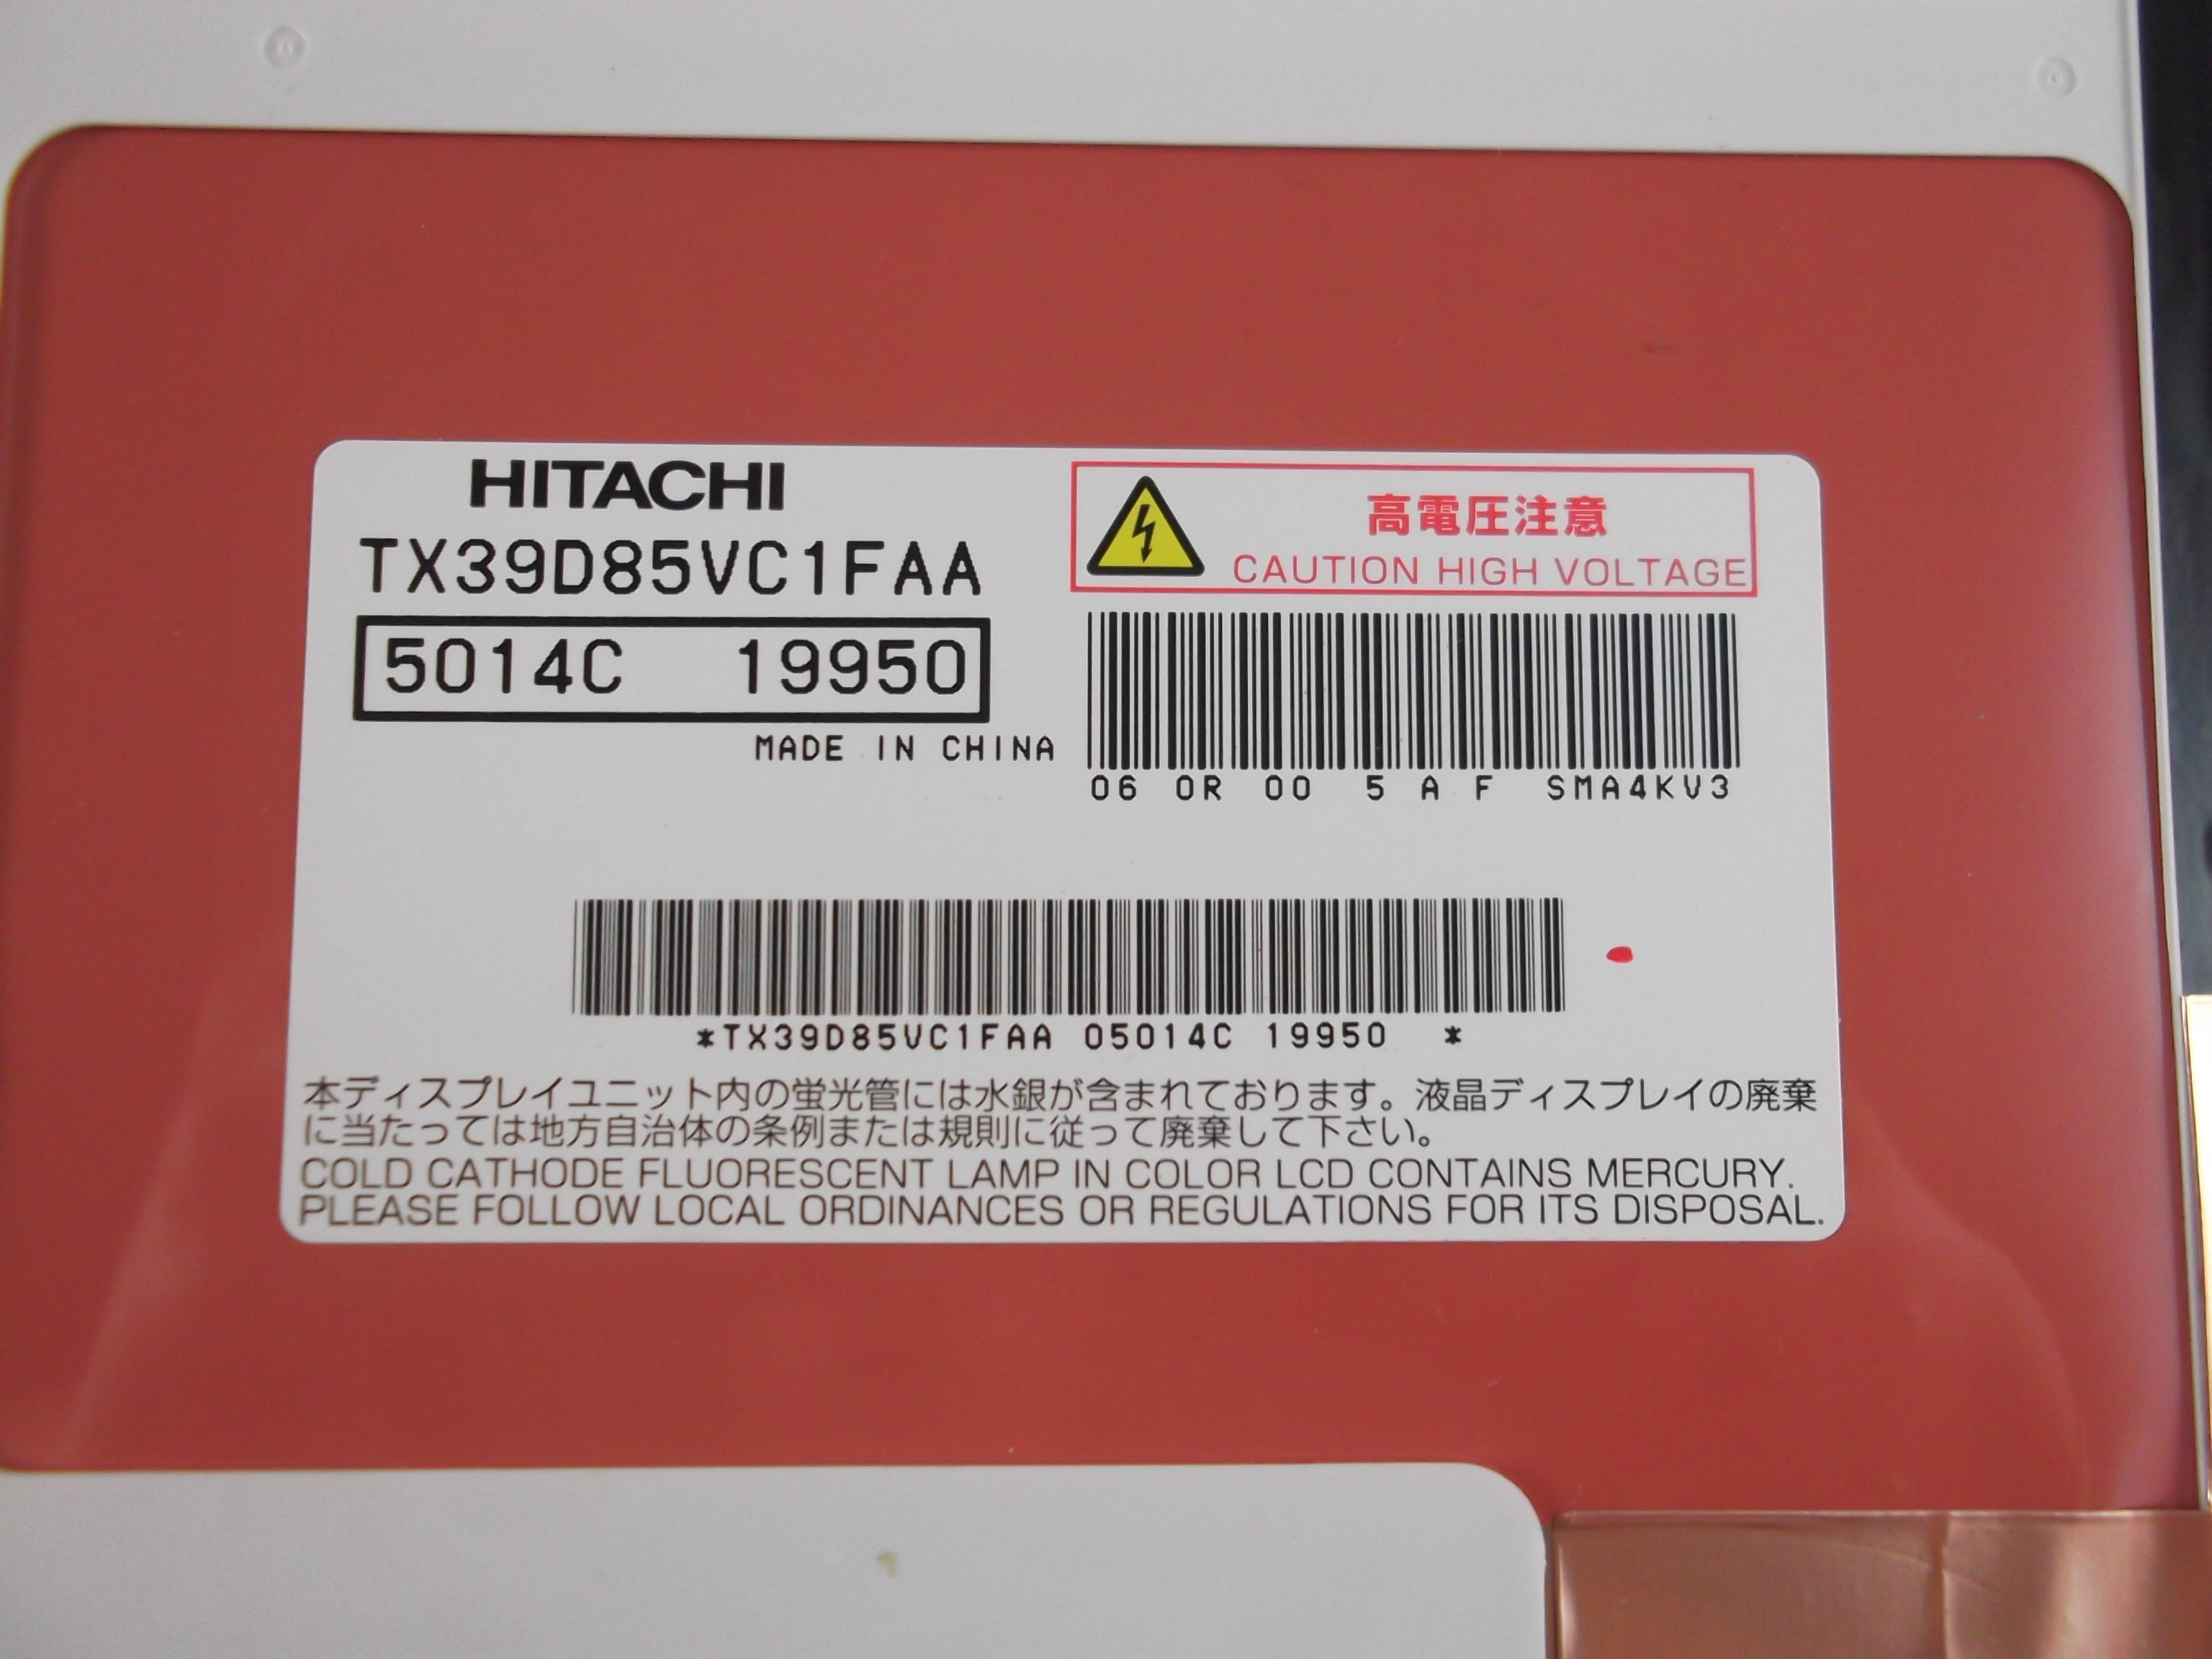 HITACHI
TX39D85VC1FAA
5014C 19950
MADE IN CHINA
高電圧注意
CAUTION HIGH VOLTAGE
06 0R 00 5 A F SMA4KV3
*TX39D85VC1FAA 05014C 19950 *
本ディスプレイユニット内の蛍光管には水銀が含まれております。液晶ディスプレイの廃棄
に当たっては地方自治体の条例または規則に従って廃棄して下さい。
COLD CATHODE FLUORESCENT LAMP IN COLOR LCD CONTAINS MERCURY.
PLEASE FOLLOW LOCAL ORDINANCES OR REGULATIONS FOR ITS DISPOSAL.